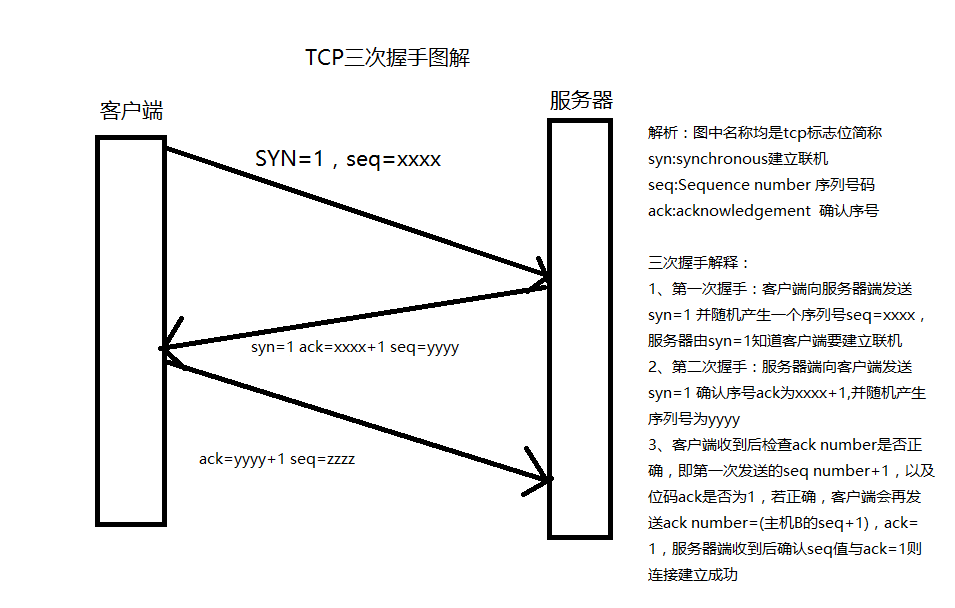 TCP三次握手图解
客户端
服务器
SYN=1，seq=xxxx
syn=1 ack=xxxx+1 seq=yyyy
ack=yyyy+1 seq=zzzz
解析：图中名称均是tcp标志位简称
syn:synchronous建立联机
seq:Sequence number 序列号码
ack:acknowledgement  确认序号
三次握手解释：
1、第一次握手：客户端向服务器端发送
syn=1 并随机产生一个序列号seq=xxxx，
服务器由syn=1知道客户端要建立联机
2、第二次握手：服务器端向客户端发送
syn=1 确认序号ack为xxxx+1,并随机产生
序列号为yyyy
3、客户端收到后检查ack number是否正
确，即第一次发送的seq number+1，以及
位码ack是否为1，若正确，客户端会再发
送ack number=(主机B的seq+1)，ack=
1，服务器端收到后确认seq值与ack=1则
连接建立成功